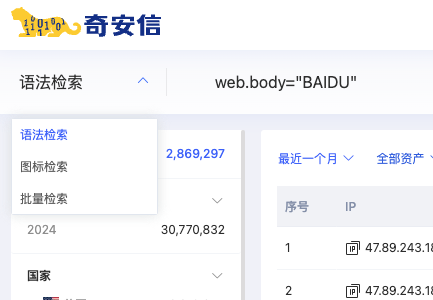 奇安信
语法检索
web.body="BAIDU"
语法检索
图标检索
批量检索
2,869,297
2024
30,770,832
国家
最近一个月
全部资产
序号
IP
1
IP 47.89.243.18
2
IP 47.89.243.18